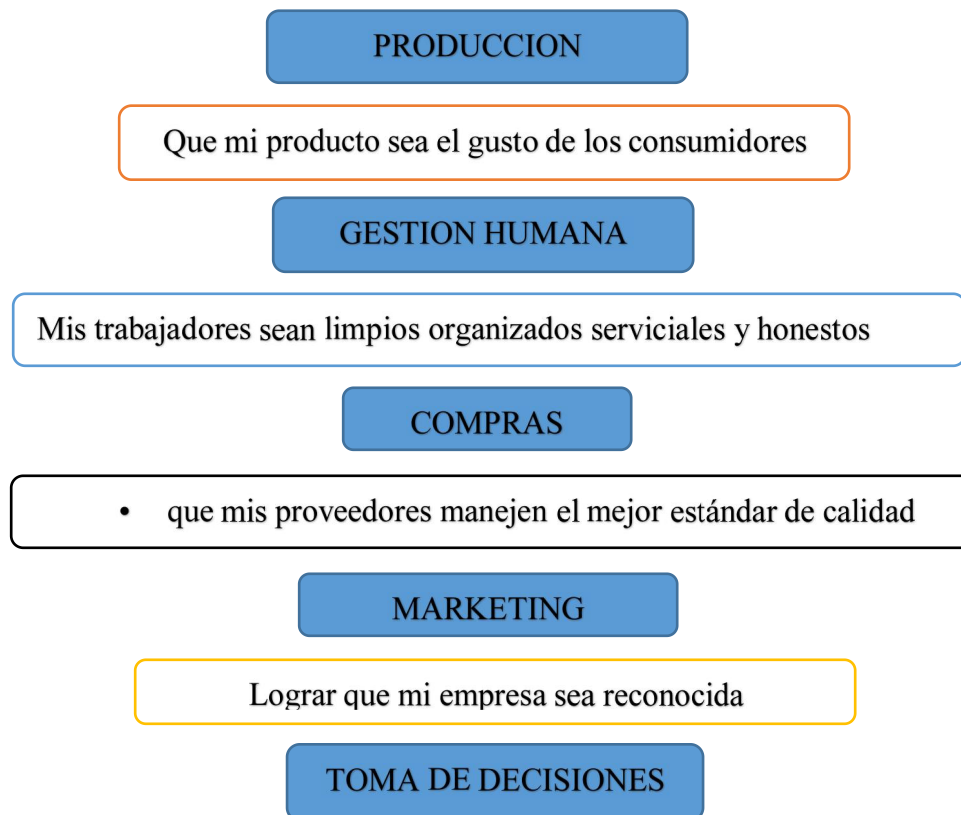 PRODUCCION
Que mi producto sea el gusto de los consumidores
GESTION HUMANA
Mis trabajadores sean limpios organizados serviciales y honestos
COMPRAS
• que mis proveedores manejen el mejor estándar de calidad
MARKETING
Lograr que mi empresa sea reconocida
TOMA DE DECISIONES